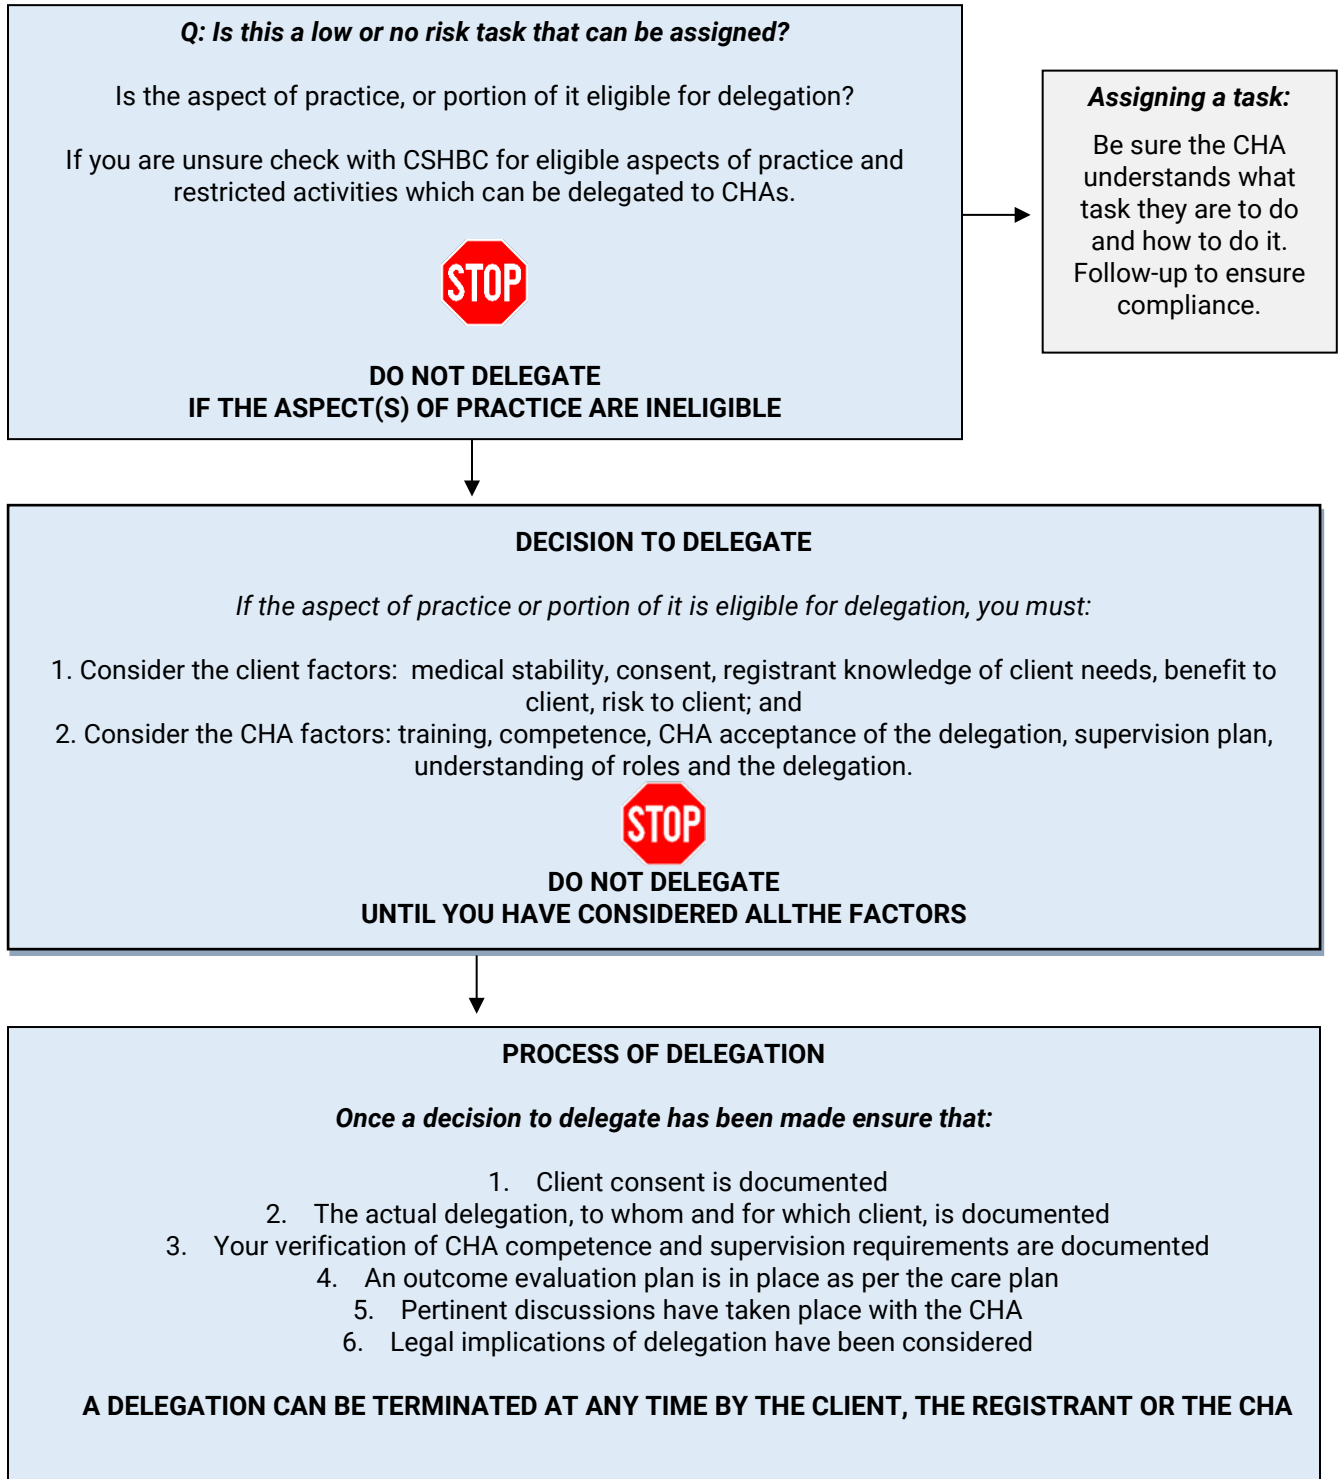 Q: Is this a low or no risk task that can be assigned?
Is the aspect of practice, or portion of it eligible for delegation?
If you are unsure check with CSHBC for eligible aspects of practice and
restricted activities which can be delegated to CHAs.
STOP
DO NOT DELEGATE
IF THE ASPECT(S) OF PRACTICE ARE INELIGIBLE
Assigning a task:
Be sure the CHA
understands what
task they are to do
and how to do it.
Follow-up to ensure
compliance.
DECISION TO DELEGATE
If the aspect of practice or portion of it is eligible for delegation, you must:
1. Consider the client factors:  medical stability, consent, registrant knowledge of client needs, benefit to
client, risk to client; and
2. Consider the CHA factors: training, competence, CHA acceptance of the delegation, supervision plan,
understanding of roles and the delegation.
STOP
DO NOT DELEGATE
UNTIL YOU HAVE CONSIDERED ALLTHE FACTORS
PROCESS OF DELEGATION
Once a decision to delegate has been made ensure that:
1. Client consent is documented
2. The actual delegation, to whom and for which client, is documented
3. Your verification of CHA competence and supervision requirements are documented
4. An outcome evaluation plan is in place as per the care plan
5. Pertinent discussions have taken place with the CHA
6. Legal implications of delegation have been considered
A DELEGATION CAN BE TERMINATED AT ANY TIME BY THE CLIENT, THE REGISTRANT OR THE CHA